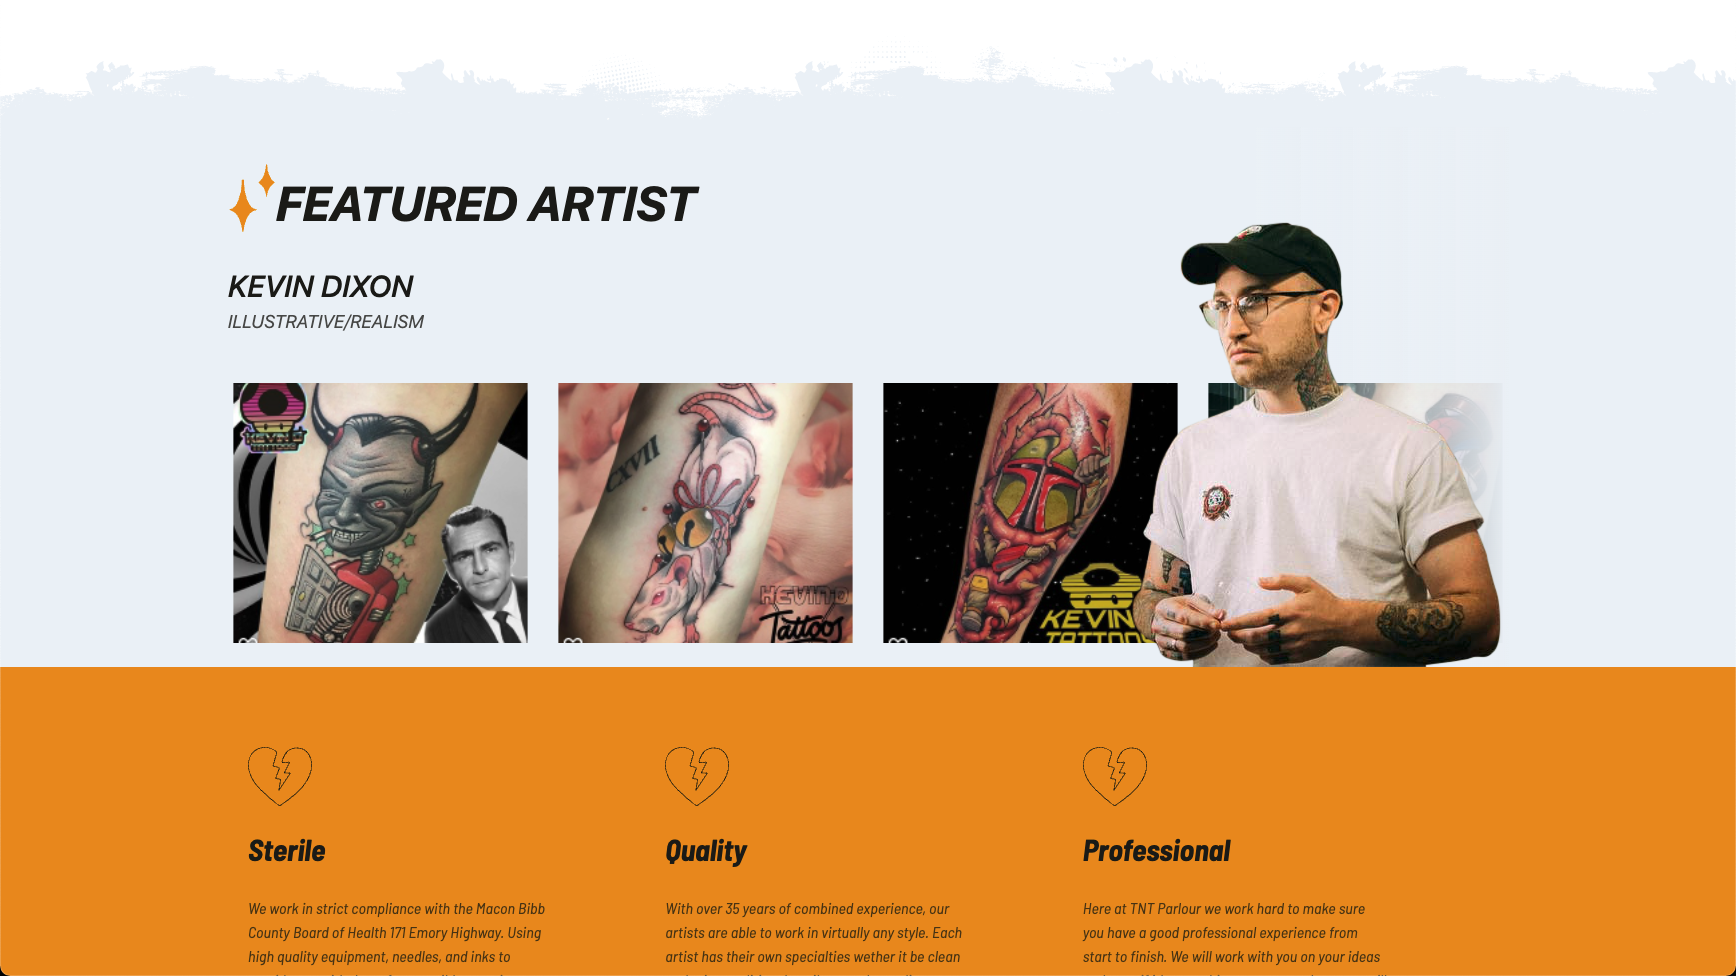 FEATURED ARTIST
KEVIN DIXON
ILLUSTRATIVE/REALISM
KEVIN'S
TATTOOS
CXVII
KEVIN'D
Tattoos
KEVIN
TATTOOS
Sterile
We work in strict compliance with the Macon Bibb
County Board of Health 171 Emory Highway. Using
high quality equipment, needles, and inks to
Quality
With over 35 years of combined experience, our
artists are able to work in virtually any style. Each
artist has their own specialties wether it be clean
Professional
Here at TNT Parlour we work hard to make sure
you have a good professional experience from
start to finish. We will work with you on your ideas